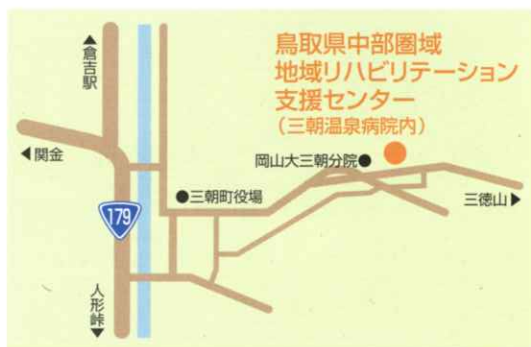 ▲倉吉駅
鳥取県中部圏域
地域リハビリテーション
支援センター
（三朝温泉病院内）
◀関金
岡山大三朝分院●
●三朝町役場
三徳山▶
179
人形峠▼